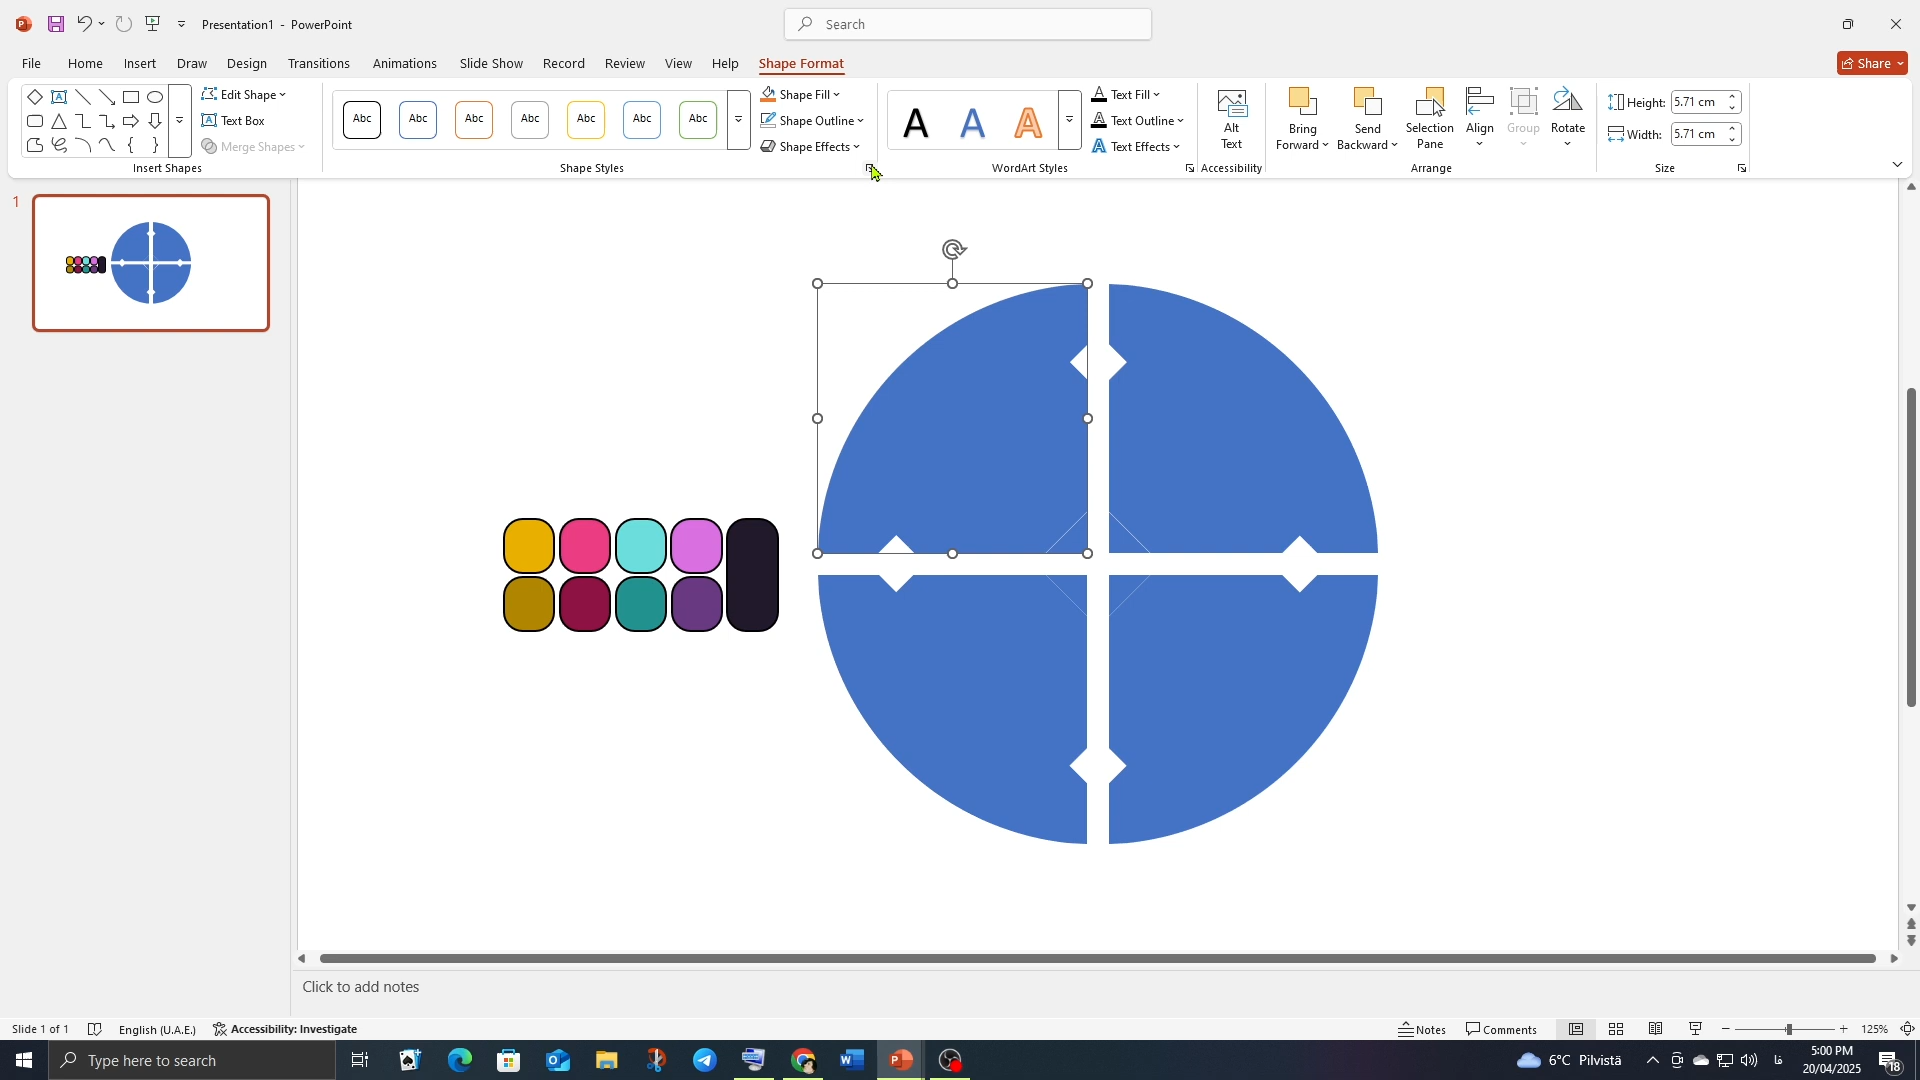 Presentation1 - PowerPoint
Search
File Home Insert Draw Design Transitions Animations Slide Show Record Review View Help Shape Format
Share
Edit Shape
Text Box
Merge Shapes
Insert Shapes
Abc Abc Abc Abc Abc Abc Abc
Shape Fill
Shape Outline
Shape Effects
Shape Styles
A A A
Text Fill
Text Outline
Text Effects
WordArt Styles
Alt
Text
Accessibility
Bring
Forward
Send
Backward
Selection
Pane
Align
Group
Rotate
Arrange
Height: 5.71 cm
Width: 5.71 cm
Size
1
Click to add notes
Slide 1 of 1
English (U.A.E.)
Accessibility: Investigate
Notes
Comments
125%
Type here to search
6°C Pilvistä
فا
5:00 PM
20/04/2025
18